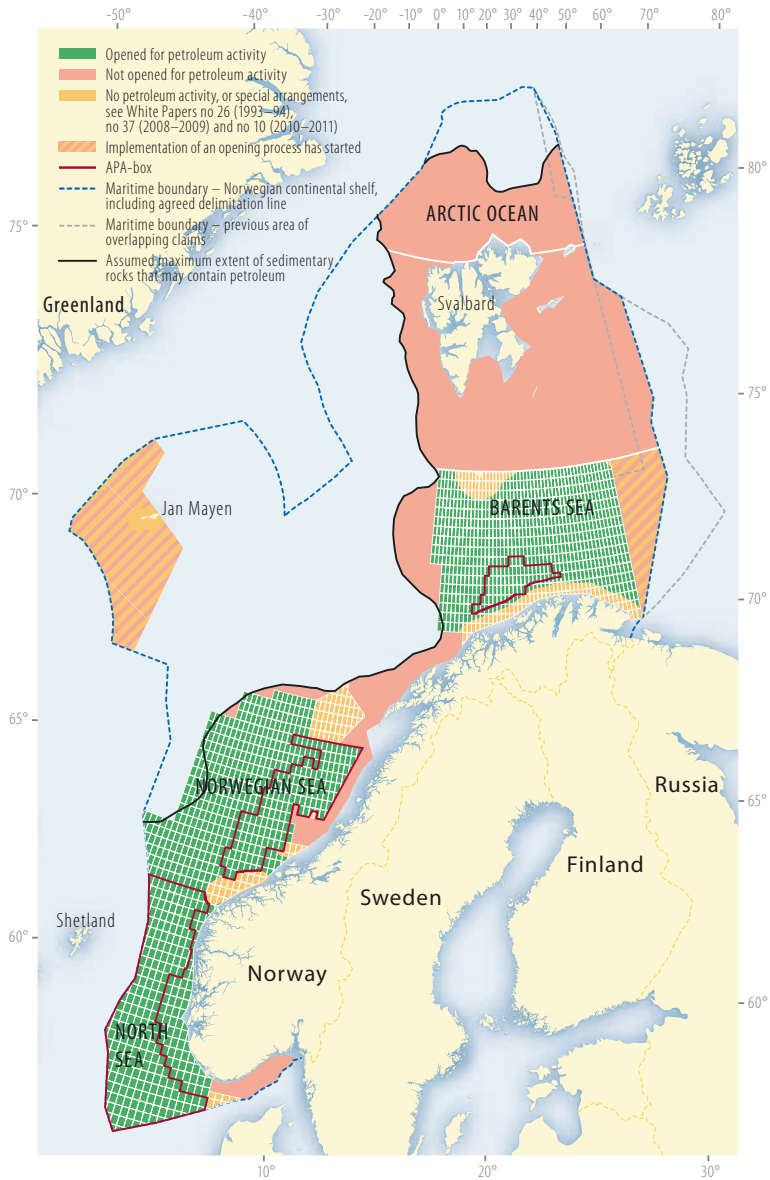 -50°
-40°
-30°
-20°
-10°
0°
10°
20°
30°
40°
50°
60°
70°
80°
Opened for petroleum activity
Not opened for petroleum activity
No petroleum activity, or special arrangements,
see White Papers no 26 (1993–94),
no 37 (2008–2009) and no 10 (2010–2011)
Implementation of an opening process has started
APA-box
Maritime boundary – Norwegian continental shelf,
including agreed delimitation line
Maritime boundary – previous area of
overlapping claims
Assumed maximum extent of sedimentary
rocks that may contain petroleum
80°
ARCTIC OCEAN
75°
Greenland
Svalbard
75°
70°
Jan Mayen
BARENTS SEA
70°
65°
NORWEGIAN SEA
Russia
65°
Finland
Sweden
Shetland
60°
Norway
60°
NORTH
SEA
10°
20°
30°